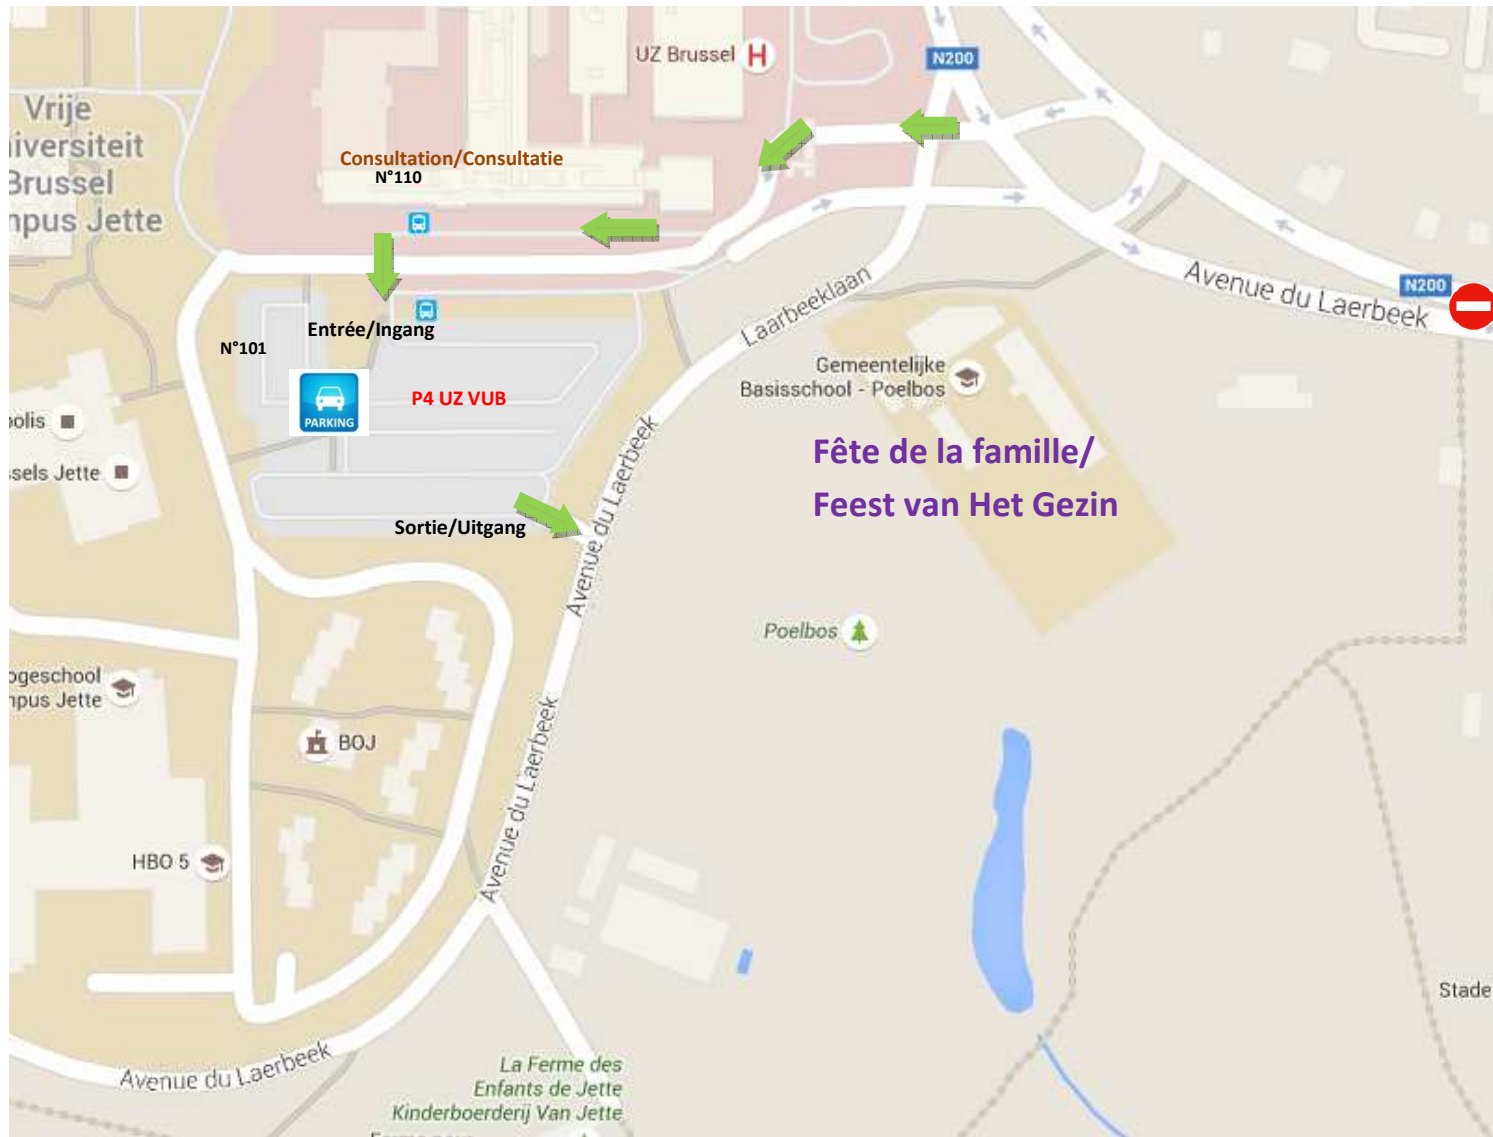 UZ Brussel H
N200
Vrije
iversiteit
Brussel
mpus Jette
Consultation/Consultatie
N°110
Avenue du Laerbeek
N200
Laarbeeklaan
Entrée/Ingang
N°101
Gemeentelijke
Basisschool - Poelbos
PARKING
P4 UZ VUB
olis
sels Jette
Fête de la famille/
Feest van Het Gezin
Avenue du Laerbeek
Sortie/Uitgang
Poelbos
ogeschool
mpus Jette
BOJ
Avenue du Laerbeek
HBO 5
Stade
Avenue du Laerbeek
La Ferme des
Enfants de Jette
Kinderboerderij Van Jette